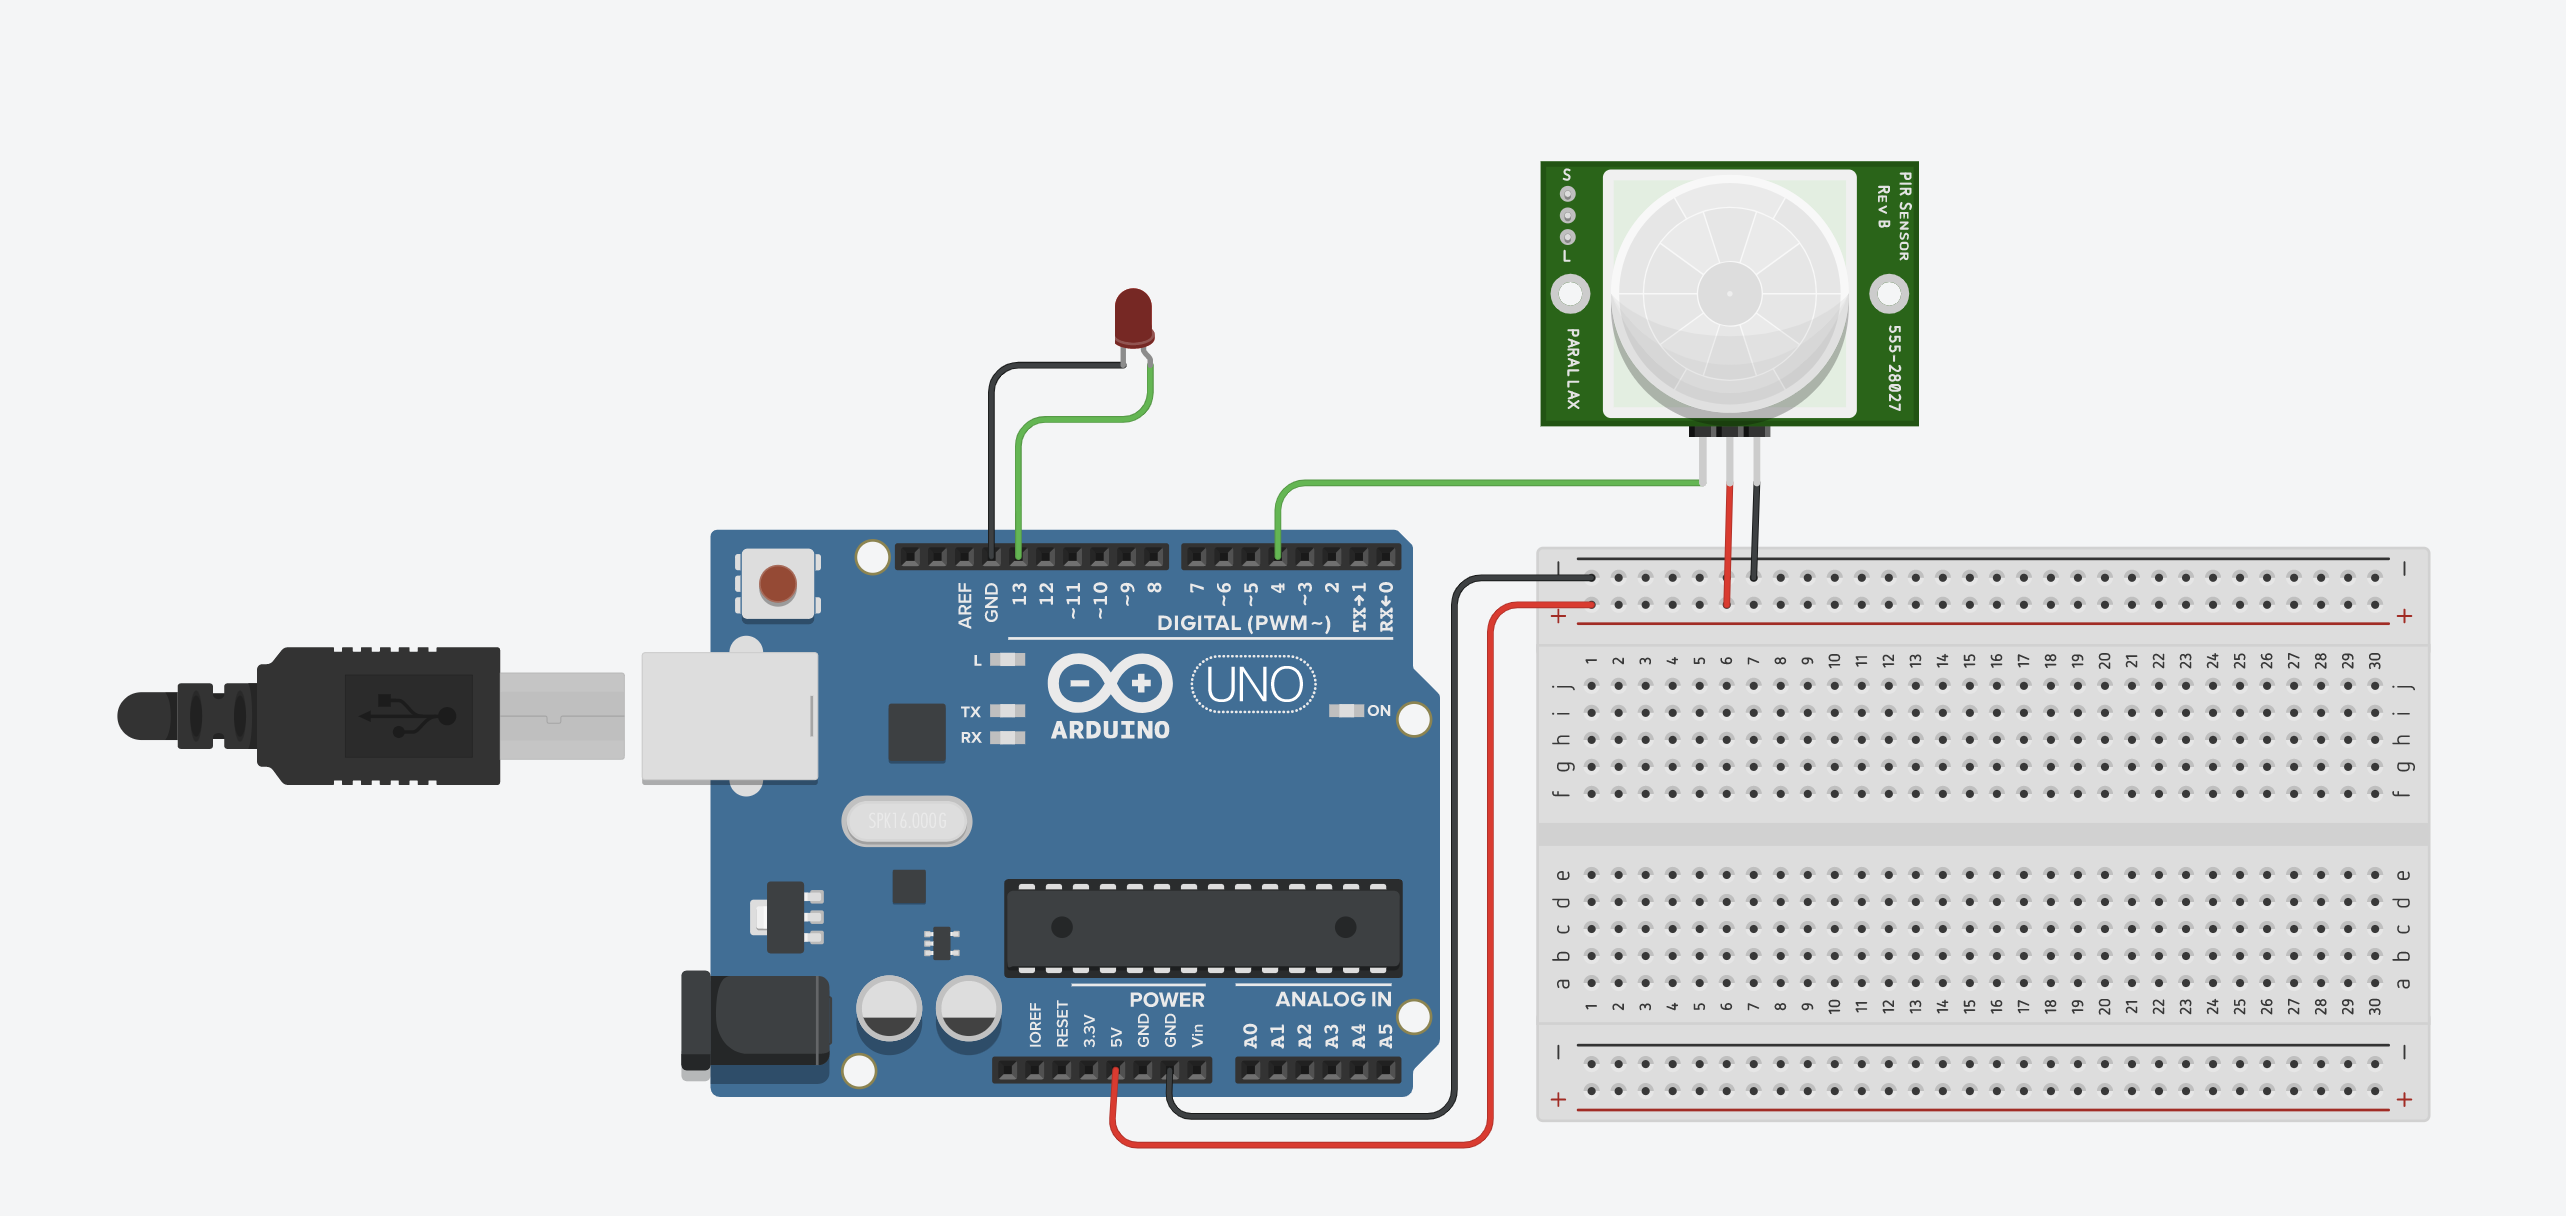 S
L
PIR SENSOR
REV B
PARALLAX
555-28027
AREF
GND
13
12
~11
~10
~9
8
7
~6
~5
4
~3
2
TX→1
RX←0
DIGITAL (PWM~)
L
TX
RX
ARDUINO
UNO
ON
SPK16.000G
POWER
ANALOG IN
IOREF
RESET
3.3V
5V
GND
GND
Vin
A0
A1
A2
A3
A4
A5
− −
+ +
1 2 3 4 5 6 7 8 9 10 11 12 13 14 15 16 17 18 19 20 21 22 23 24 25 26 27 28 29 30
j j
i i
h h
g g
f f
e e
d d
c c
b b
a a
1 2 3 4 5 6 7 8 9 10 11 12 13 14 15 16 17 18 19 20 21 22 23 24 25 26 27 28 29 30
− −
+ +